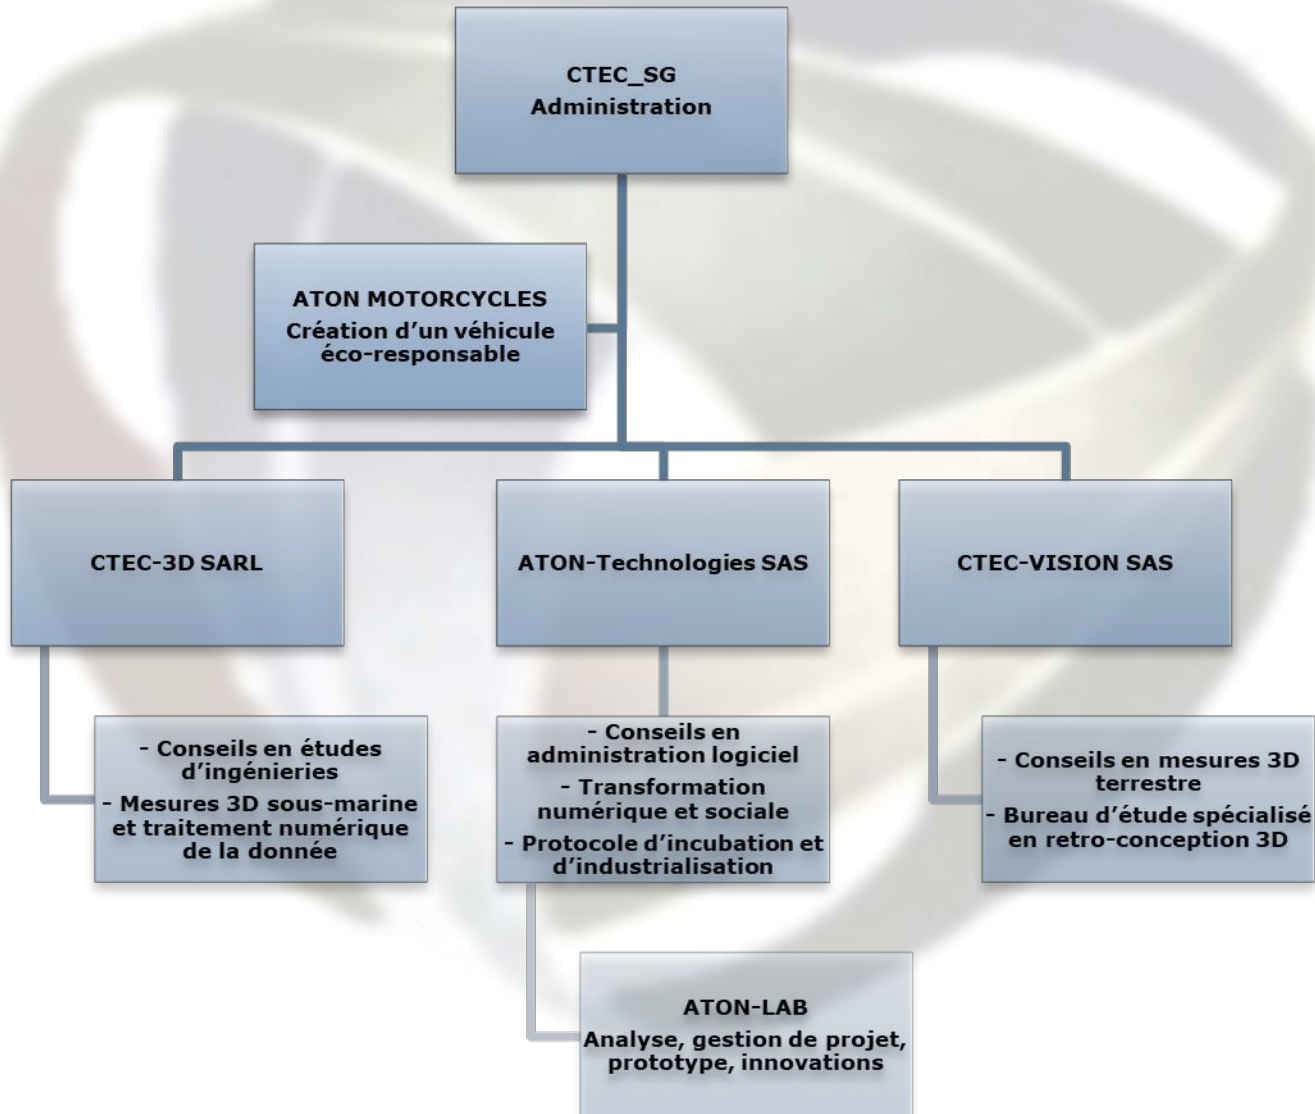 CTEC_SG
Administration
ATON MOTORCYCLES
Création d’un véhicule
éco-responsable
CTEC-3D SARL
ATON-Technologies SAS
CTEC-VISION SAS
- Conseils en études
d’ingénieries
- Mesures 3D sous-marine
et traitement numérique
de la donnée
- Conseils en
administration logiciel
- Transformation
numérique et sociale
- Protocole d’incubation et
d’industrialisation
- Conseils en mesures 3D
terrestre
- Bureau d’étude spécialisé
en retro-conception 3D
ATON-LAB
Analyse, gestion de projet,
prototype, innovations